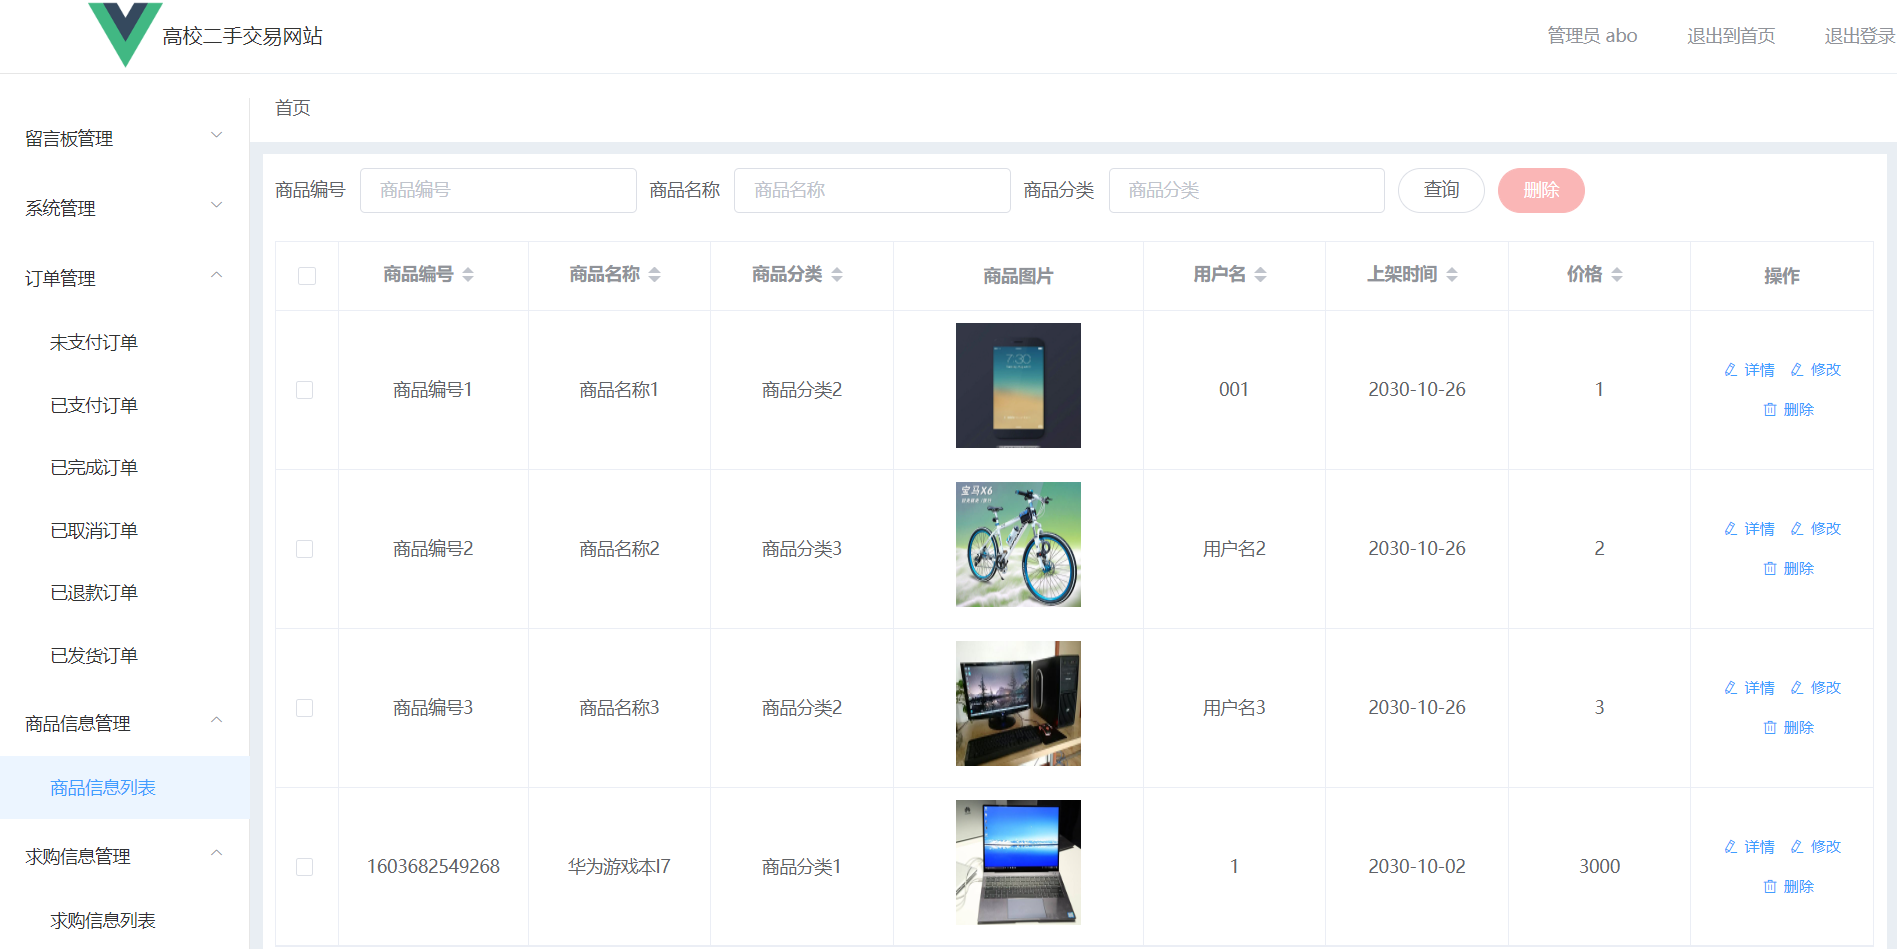 高校二手交易网站
管理员 abo 退出到首页 退出登录
首页
留言板管理
系统管理
订单管理
未支付订单
已支付订单
已完成订单
已取消订单
已退款订单
已发货订单
商品信息管理
商品信息列表
求购信息管理
求购信息列表
商品编号 商品编号 商品名称 商品名称 商品分类 商品分类 查询 删除
商品编号 商品名称 商品分类 商品图片 用户名 上架时间 价格 操作
商品编号1 商品名称1 商品分类2 7:30 001 2030-10-26 1 详情 修改
删除
宝马X6
商品编号2 商品名称2 商品分类3 用户名2 2030-10-26 2 详情 修改
删除
商品编号3 商品名称3 商品分类2 用户名3 2030-10-26 3 详情 修改
删除
1603682549268 华为游戏本I7 商品分类1 1 2030-10-02 3000 详情 修改
删除